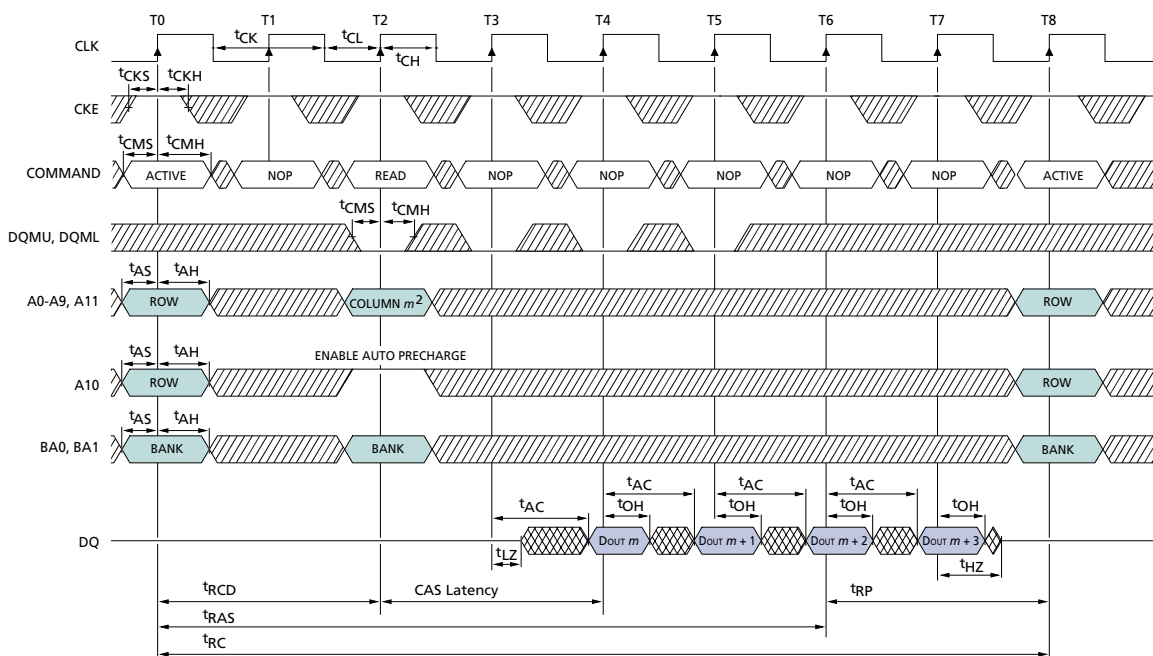 T0 T1 T2 T3 T4 T5 T6 T7 T8
CLK
tCK tCL
tCH
tCKS tCKH
CKE
tCMS tCMH
COMMAND ACTIVE NOP READ NOP NOP NOP NOP NOP ACTIVE
tCMS tCMH
DQMU, DQML
tAS tAH
A0-A9, A11 ROW COLUMN m2 ROW
tAS tAH ENABLE AUTO PRECHARGE
A10 ROW ROW
tAS tAH
BA0, BA1 BANK BANK BANK
tAC tAC tAC tAC
tOH tOH tOH tOH
DQ DOUT m DOUT m + 1 DOUT m + 2 DOUT m + 3
tLZ tHZ
tRCD CAS Latency tRP
tRAS
tRC